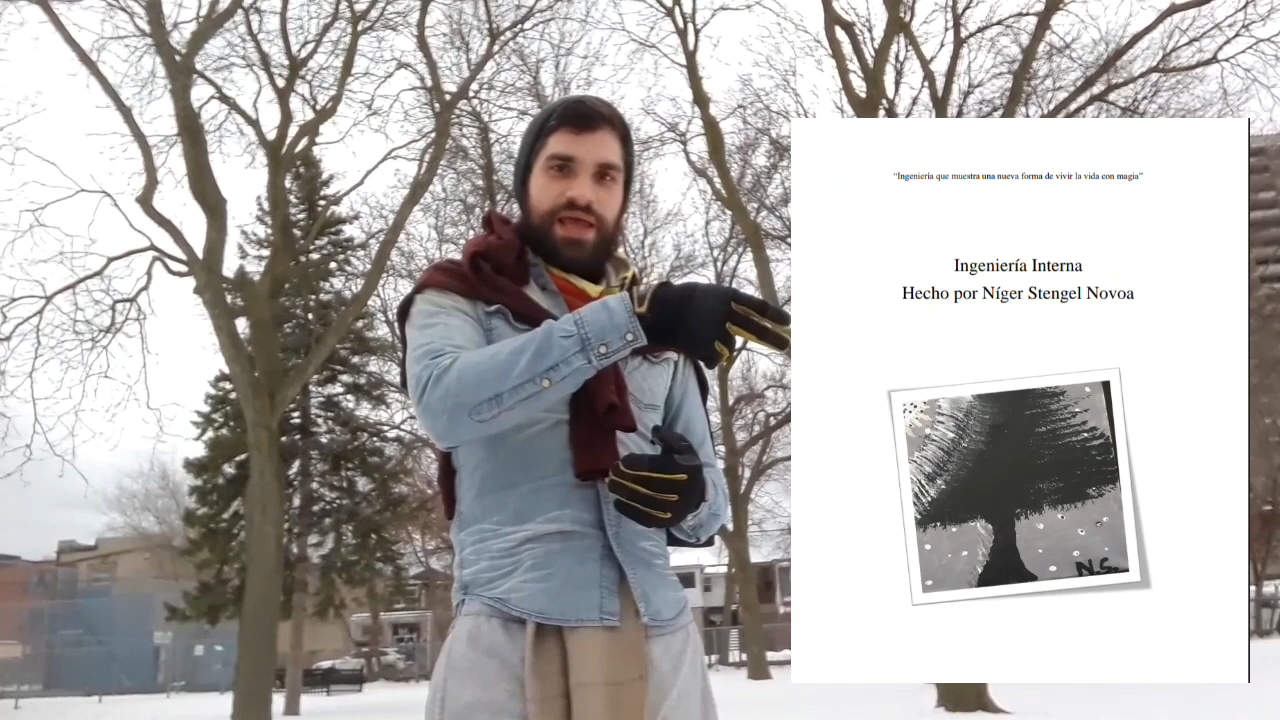 “Ingeniería que muestra una nueva forma de vivir la vida con magia”
Ingeniería Interna
Hecho por Níger Stengel Novoa
N.S.